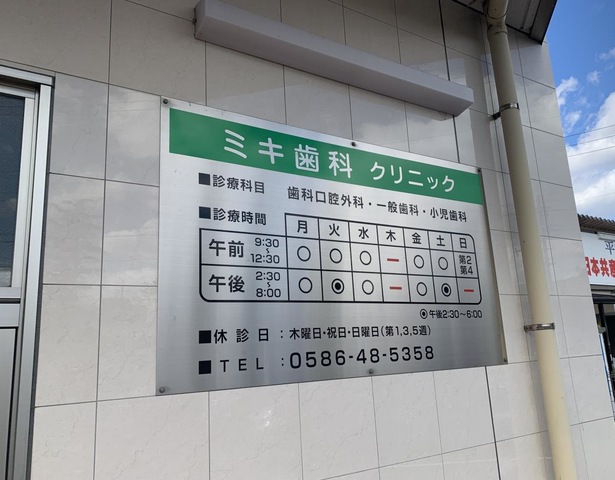 ミキ歯科 クリニック
■診療科目 歯科口腔外科・一般歯科・小児歯科
■診療時間
月 火 水 木 金 土 日
午前 9:30~12:30 ○ ○ ○ ー ○ ○ 第2 第4
午後 2:30~8:00 ○ ◉ ○ ー ○ ◉ ー
◉午後2:30~6:00
■休診日：木曜日・祝日・日曜日(第1,3,5週)
■TEL：0586-48-5358
日本共産